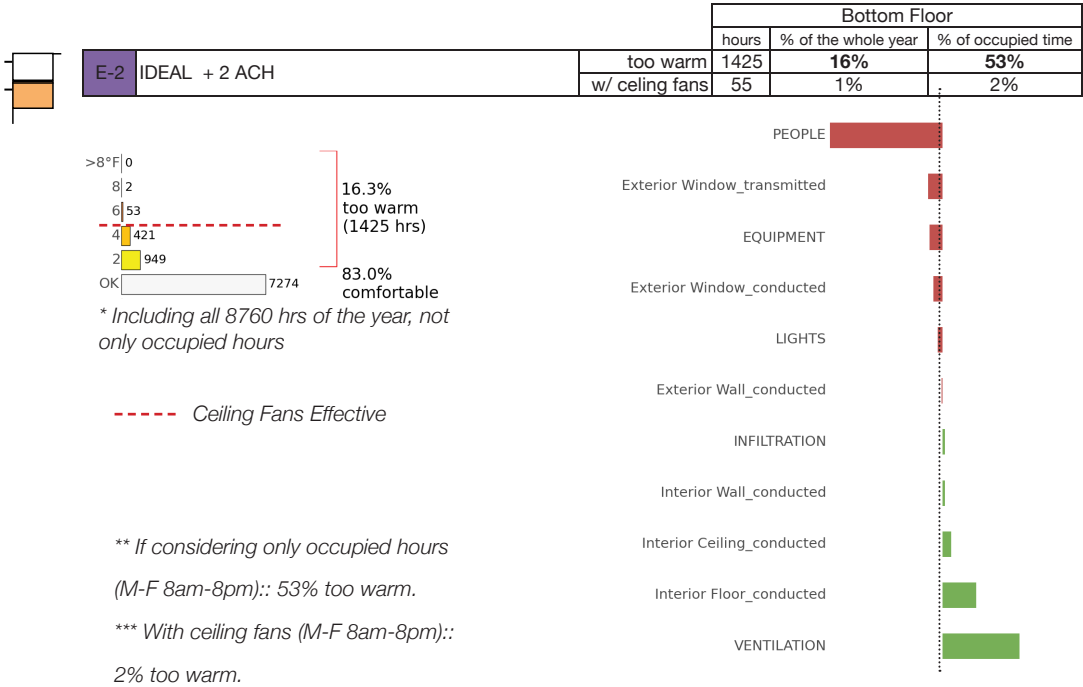 Bottom Floor
hours % of the whole year % of occupied time
E-2 IDEAL + 2 ACH too warm 1425 16% 53%
w/ celing fans 55 1% 2%
>8°F 0
8 2
6 53
4 421
2 949
OK 7274
16.3%
too warm
(1425 hrs)
83.0%
comfortable
* Including all 8760 hrs of the year, not
only occupied hours
Ceiling Fans Effective
** If considering only occupied hours
(M-F 8am-8pm):: 53% too warm.
*** With ceiling fans (M-F 8am-8pm)::
2% too warm.
PEOPLE
Exterior Window_transmitted
EQUIPMENT
Exterior Window_conducted
LIGHTS
Exterior Wall_conducted
INFILTRATION
Interior Wall_conducted
Interior Ceiling_conducted
Interior Floor_conducted
VENTILATION